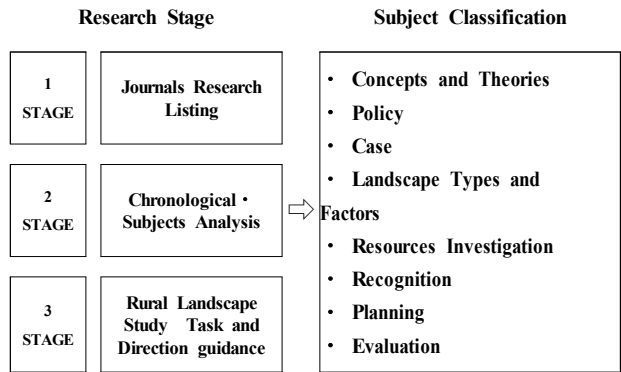 Research Stage
Subject Classification
1
STAGE
Journals Research
Listing
2
STAGE
Chronological・
Subjects Analysis
3
STAGE
Rural Landscape
Study Task and
Direction guidance
⇨
・ Concepts and Theories
・ Policy
・ Case
・ Landscape Types and
Factors
・ Resources Investigation
・ Recognition
・ Planning
・ Evaluation